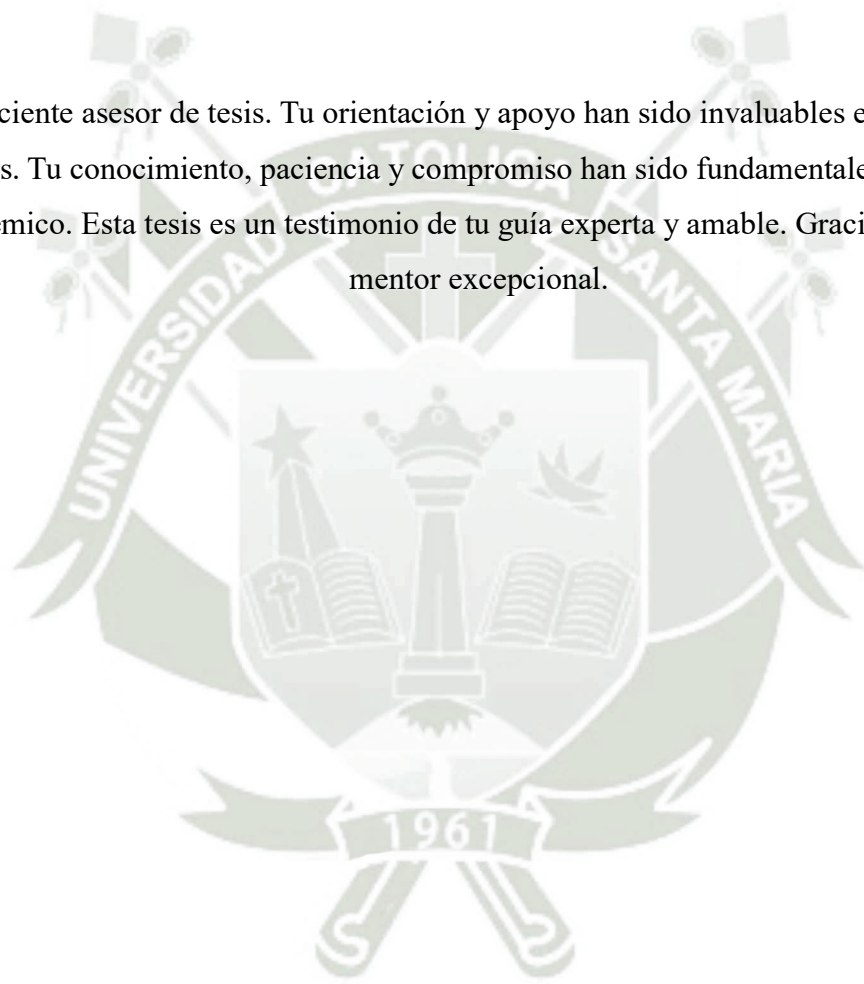 ciente asesor de tesis. Tu orientación y apoyo han sido invaluables e
s. Tu conocimiento, paciencia y compromiso han sido fundamentale
émico. Esta tesis es un testimonio de tu guía experta y amable. Graci
mentor excepcional.
UNIVERSIDAD CATOLICA SANTA MARIA
1961